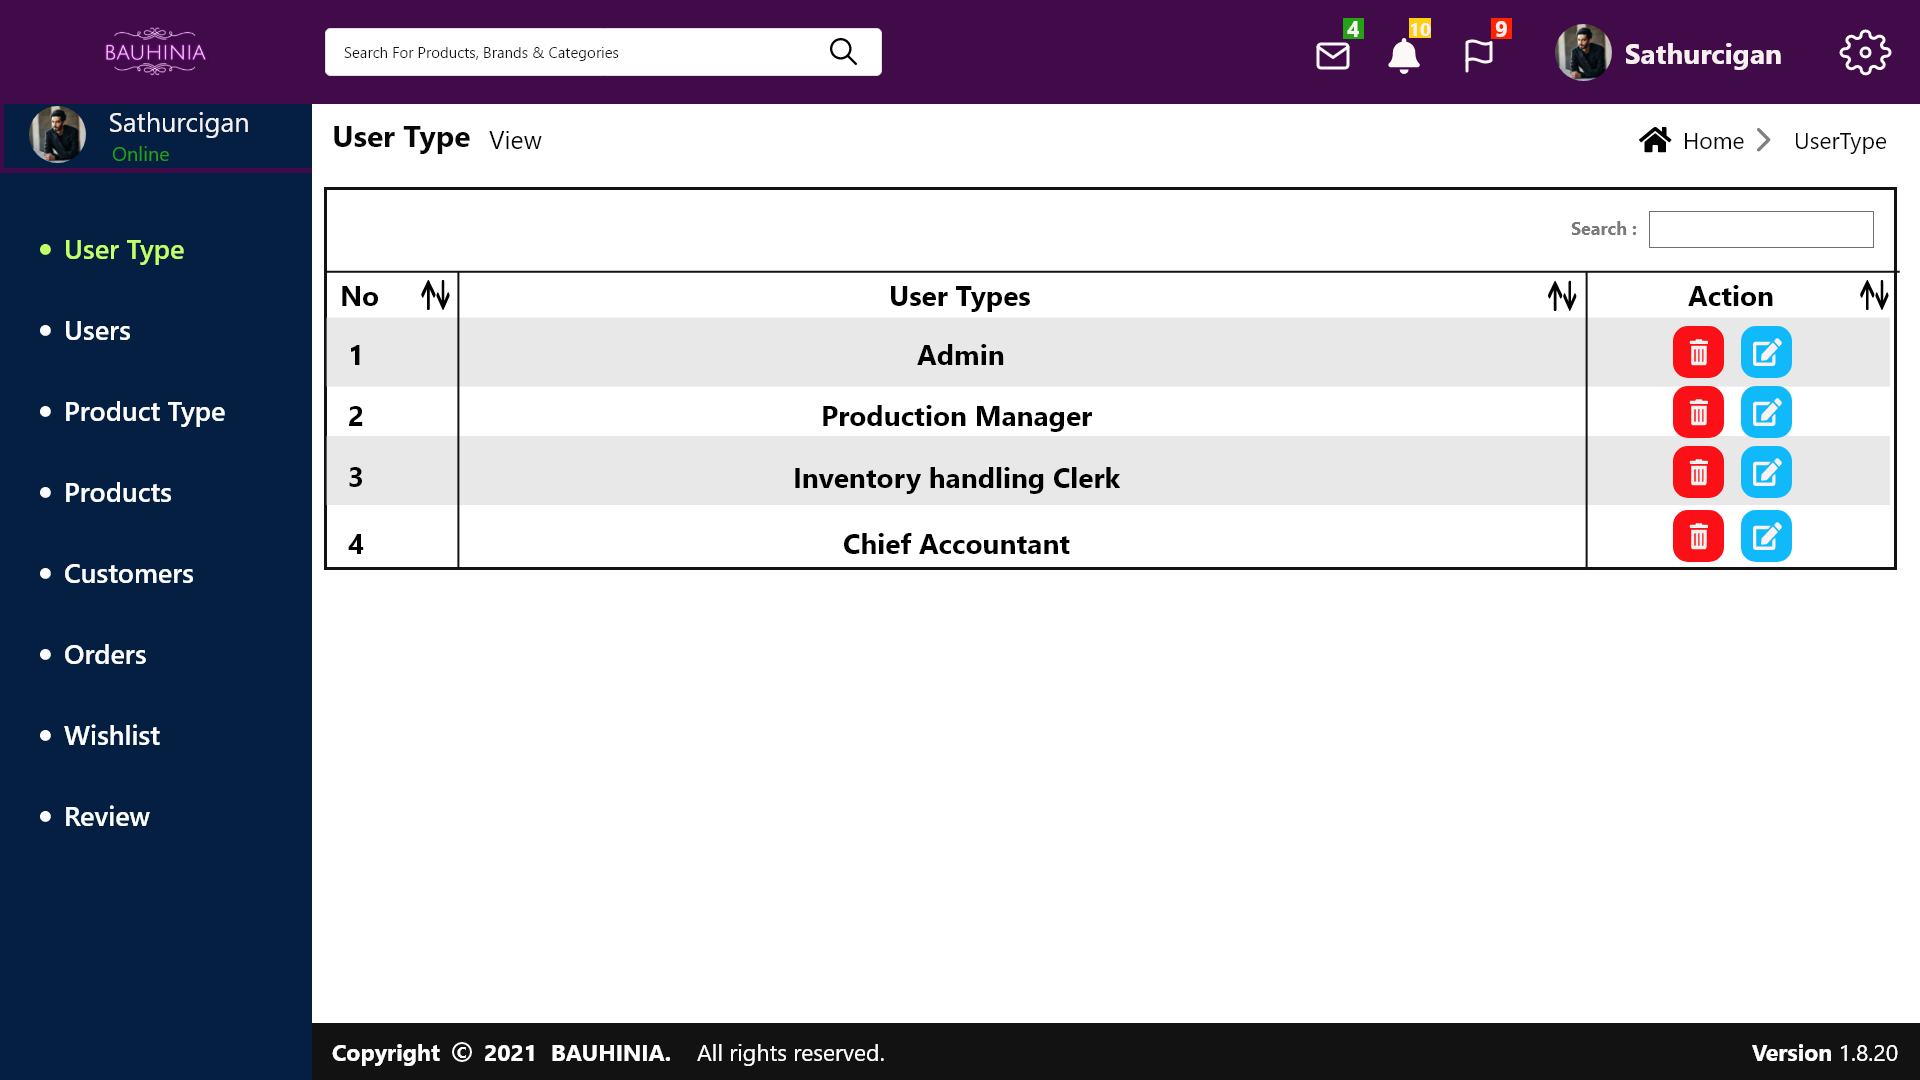 BAUHINIA
Search For Products, Brands & Categories
4
10
9
Sathurcigan
Sathurcigan
Online
User Type View
Home UserType
User Type
Users
Product Type
Products
Customers
Orders
Wishlist
Review
Search :
No User Types Action
1 Admin
2 Production Manager
3 Inventory handling Clerk
4 Chief Accountant
Copyright © 2021 BAUHINIA. All rights reserved.
Version 1.8.20